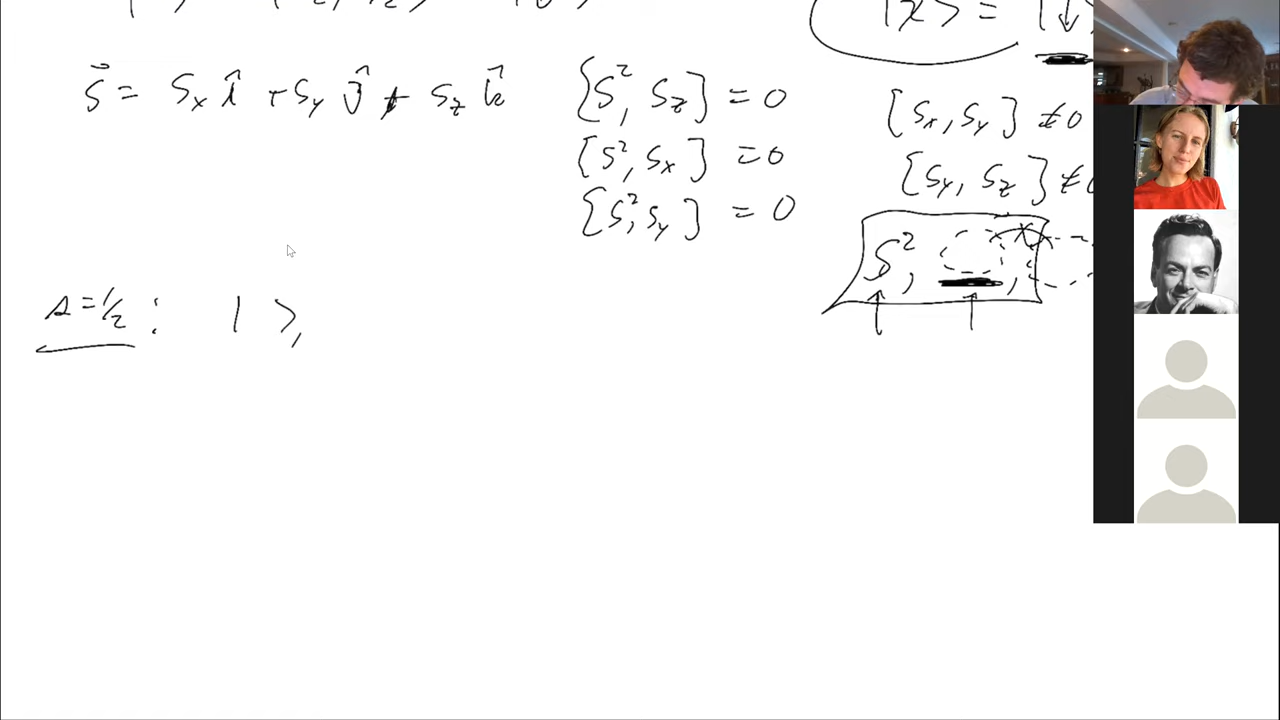 |χ⟩ = |↓⟩
S⃗ = Sx î + Sy ĵ + Sz k̂
[S², Sz] = 0
[S², Sx] = 0
[S², Sy] = 0
[Sx, Sy] ≠ 0
[Sy, Sz] ≠ 0
S², ,
s = 1/2 : | ⟩,